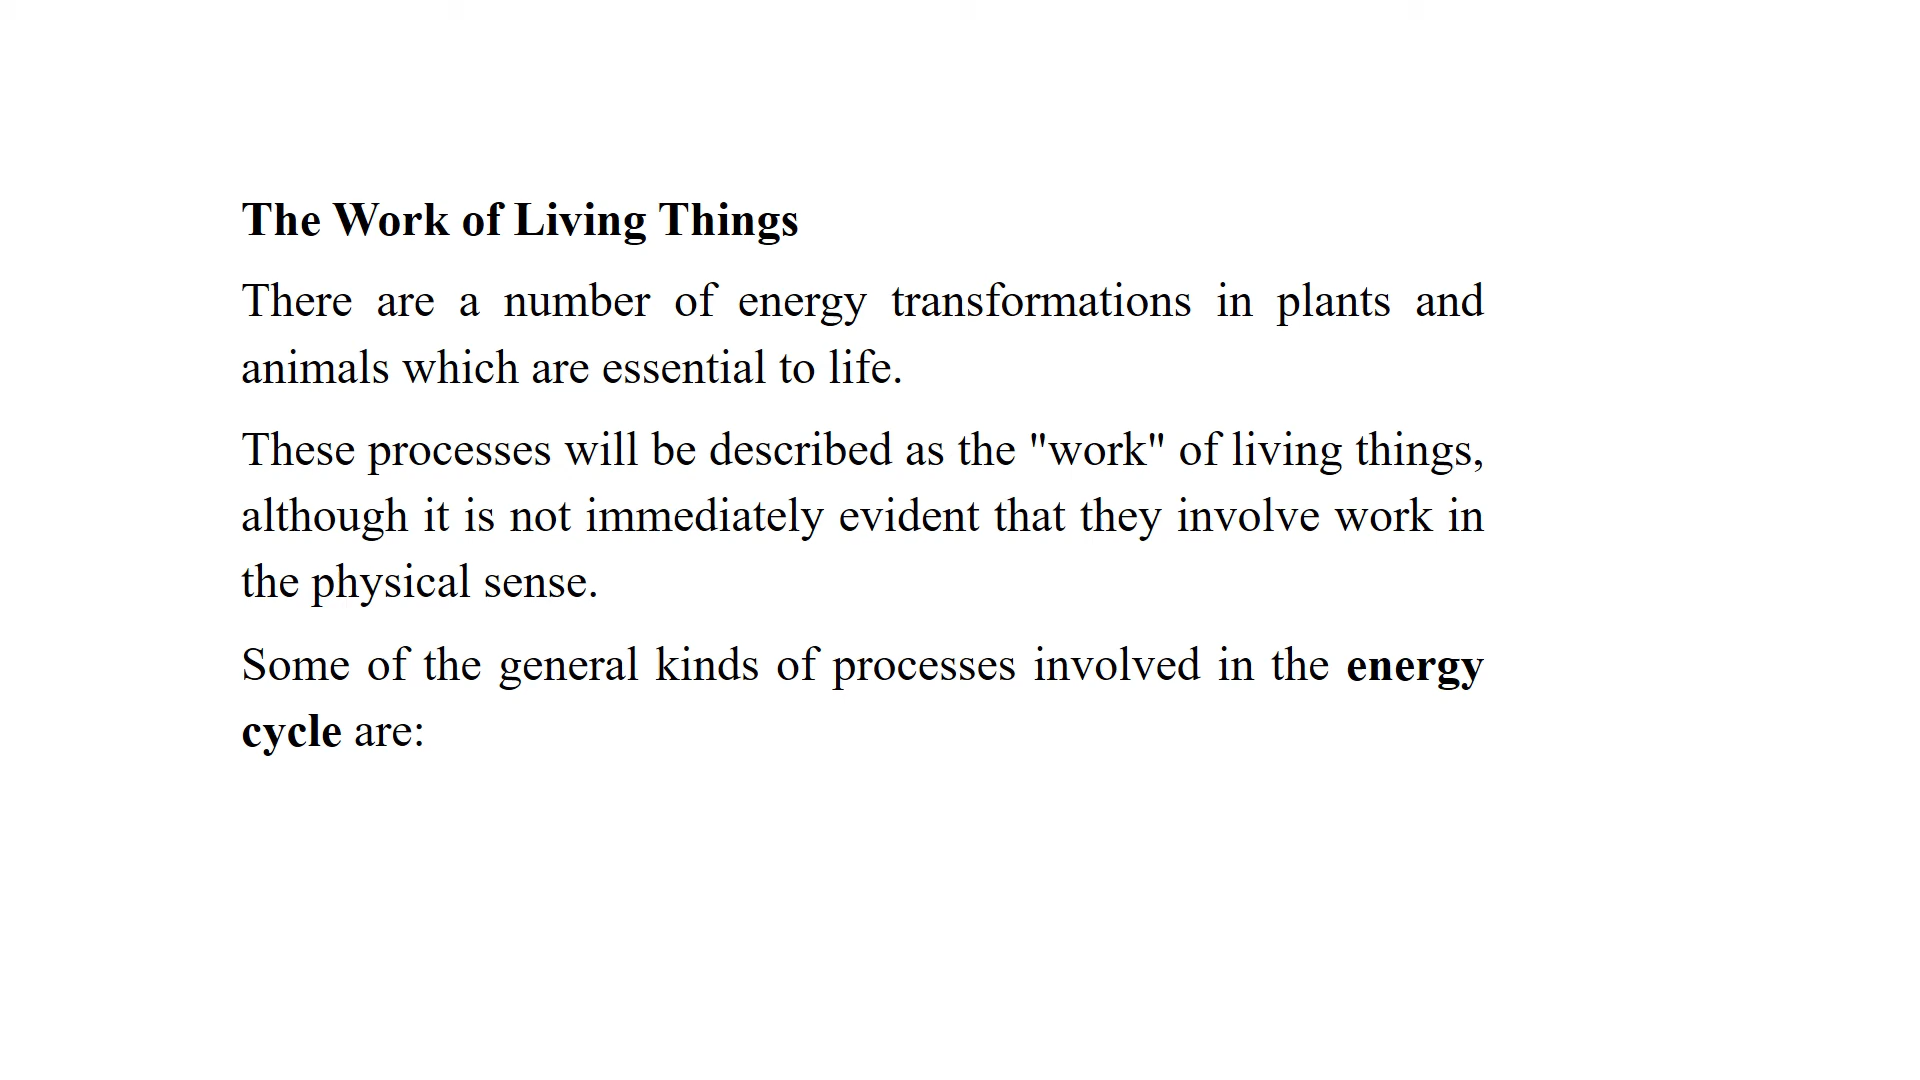 The Work of Living Things
There are a number of energy transformations in plants and
animals which are essential to life.
These processes will be described as the "work" of living things,
although it is not immediately evident that they involve work in
the physical sense.
Some of the general kinds of processes involved in the energy
cycle are: